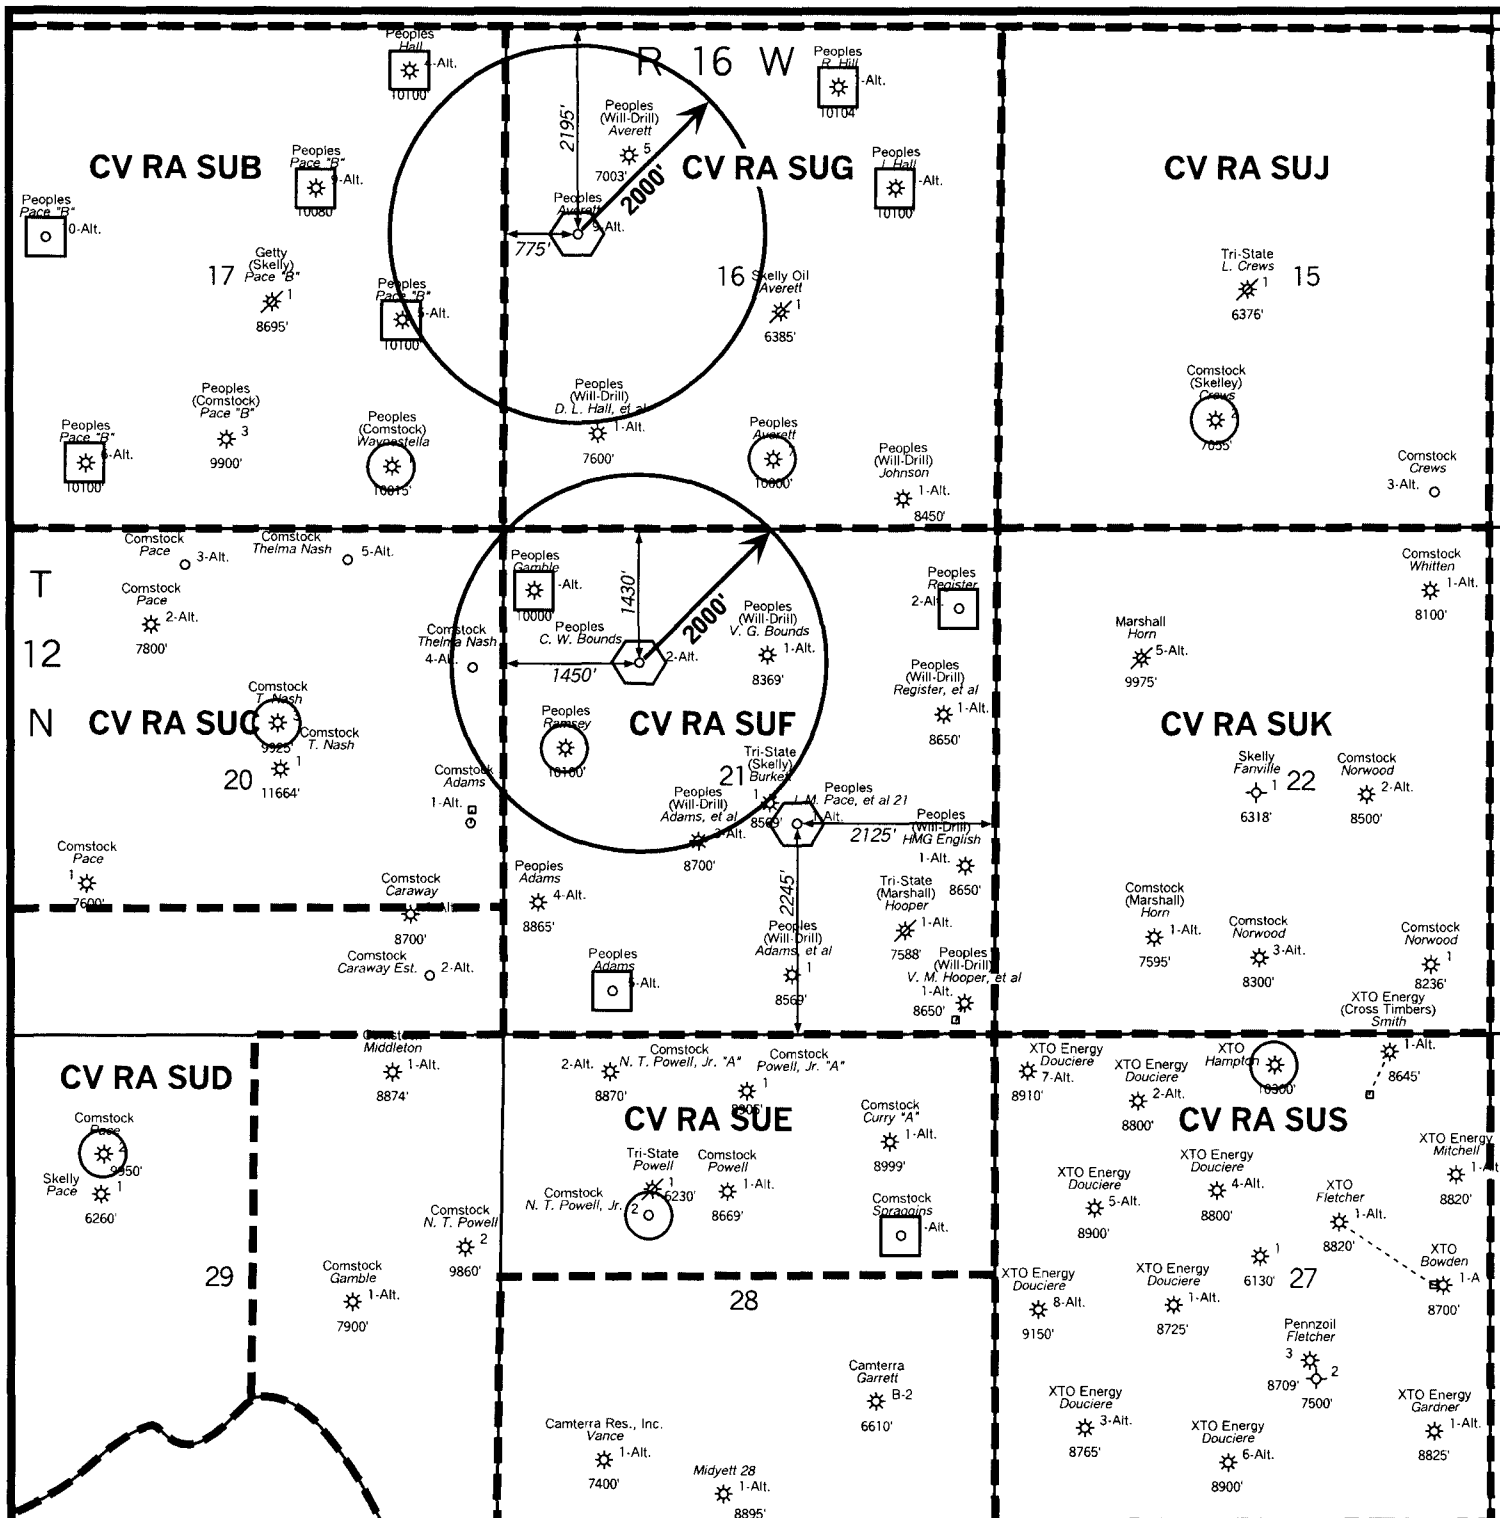 R 16 W
T
12
N
CV RA SUB
17
Peoples
Hall
-Alt.
10100'
Peoples
Pace "B"
9-Alt.
10080'
Peoples
Pace "B"
0-Alt.
Getty
(Skelly)
Pace "B"
1
8695'
Peoples
Pace "B"
5-Alt.
10100'
Peoples
(Comstock)
Pace "B"
3
9900'
Peoples
Pace "B"
6-Alt.
10100'
Peoples
(Comstock)
Waynestella
1
10015'
CV RA SUG
16
2195'
775'
2000'
Peoples
(Will-Drill)
Averett
5
7003'
Peoples
Averett
9-Alt.
Peoples
R. Hill
-Alt.
10104'
Peoples
Hall
-Alt.
10100'
Skelly Oil
Averett
1
6385'
Peoples
(Will-Drill)
D. L. Hall, et al
1-Alt.
7600'
Peoples
Averett
10000'
Peoples
(Will-Drill)
Johnson
1-Alt.
8450'
CV RA SUJ
15
Tri-State
L. Crews
1
6376'
Comstock
(Skelley)
Crews
2
7055'
Comstock
Crews
3-Alt.
CV RA SUC
20
Comstock
Pace
3-Alt.
Comstock
Thelma Nash
5-Alt.
Comstock
Pace
2-Alt.
7800'
Comstock
Thelma Nash
4-Alt.
Comstock
T. Nash
9925'
Comstock
T. Nash
1
11664'
Comstock
Adams
1-Alt.
Comstock
Pace
1
7600'
Comstock
Caraway
8700'
Comstock
Caraway Est.
2-Alt.
CV RA SUF
21
1430'
1450'
2000'
Peoples
Gamble
-Alt.
10000'
Peoples
C. W. Bounds
2-Alt.
Peoples
(Will-Drill)
V. G. Bounds
1-Alt.
8369'
Peoples
Register
2-Alt.
Peoples
(Will-Drill)
Register, et al
1-Alt.
8650'
Peoples
Ramsey
10100'
Tri-State
(Skelly)
Burket
1
8569'
Peoples
(Will-Drill)
Adams, et al
8700'
Peoples
J. M. Pace, et al 21
1-Alt.
2125'
2245'
Peoples
(Will-Drill)
HMG English
1-Alt.
8650'
Tri-State
(Marshall)
Hooper
1-Alt.
7588'
Peoples
Adams
4-Alt.
8865'
Peoples
(Will-Drill)
Adams, et al
1
8569'
Peoples
(Will-Drill)
V. M. Hooper, et al
1-Alt.
8650'
Peoples
Adams
5-Alt.
CV RA SUK
22
Comstock
Whitten
1-Alt.
8100'
Marshall
Horn
5-Alt.
9975'
Skelly
Fanville
1
6318'
Comstock
Norwood
2-Alt.
8500'
Comstock
(Marshall)
Horn
1-Alt.
7595'
Comstock
Norwood
3-Alt.
8300'
Comstock
Norwood
1
8236'
XTO Energy
(Cross Timbers)
Smith
1-Alt.
8645'
CV RA SUD
29
Comstock
Middleton
1-Alt.
8874'
Comstock
Pace
2
9950'
Skelly
Pace
1
6260'
Comstock
N. T. Powell
2
9860'
Comstock
Gamble
1-Alt.
7900'
CV RA SUE
28
Comstock
N. T. Powell, Jr. "A"
2-Alt.
8870'
Comstock
Powell, Jr. "A"
1
Comstock
Curry "A"
1-Alt.
8999'
Tri-State
Powell
1
6230'
Comstock
Powell
1-Alt.
8669'
Comstock
N. T. Powell, Jr.
2
Comstock
Spraggins
-Alt.
Camterra
Garrett
B-2
6610'
Camterra Res., Inc.
Vance
1-Alt.
7400'
Midyett 28
1-Alt.
8895'
CV RA SUS
27
XTO Energy
Douciere
7-Alt.
8910'
XTO Energy
Douciere
2-Alt.
8800'
XTO
Hampton
10300'
XTO Energy
Mitchell
1-Alt
8820'
XTO Energy
Douciere
5-Alt.
8900'
XTO Energy
Douciere
4-Alt.
8800'
XTO
Fletcher
1-Alt.
8820'
1
6130'
XTO
Bowden
1-A
8700'
XTO Energy
Douciere
8-Alt.
9150'
XTO Energy
Douciere
1-Alt.
8725'
Pennzoil
Fletcher
3
8709'
2
7500'
XTO Energy
Douciere
3-Alt.
8765'
XTO Energy
Douciere
6-Alt.
8900'
XTO Energy
Gardner
1-Alt.
8825'